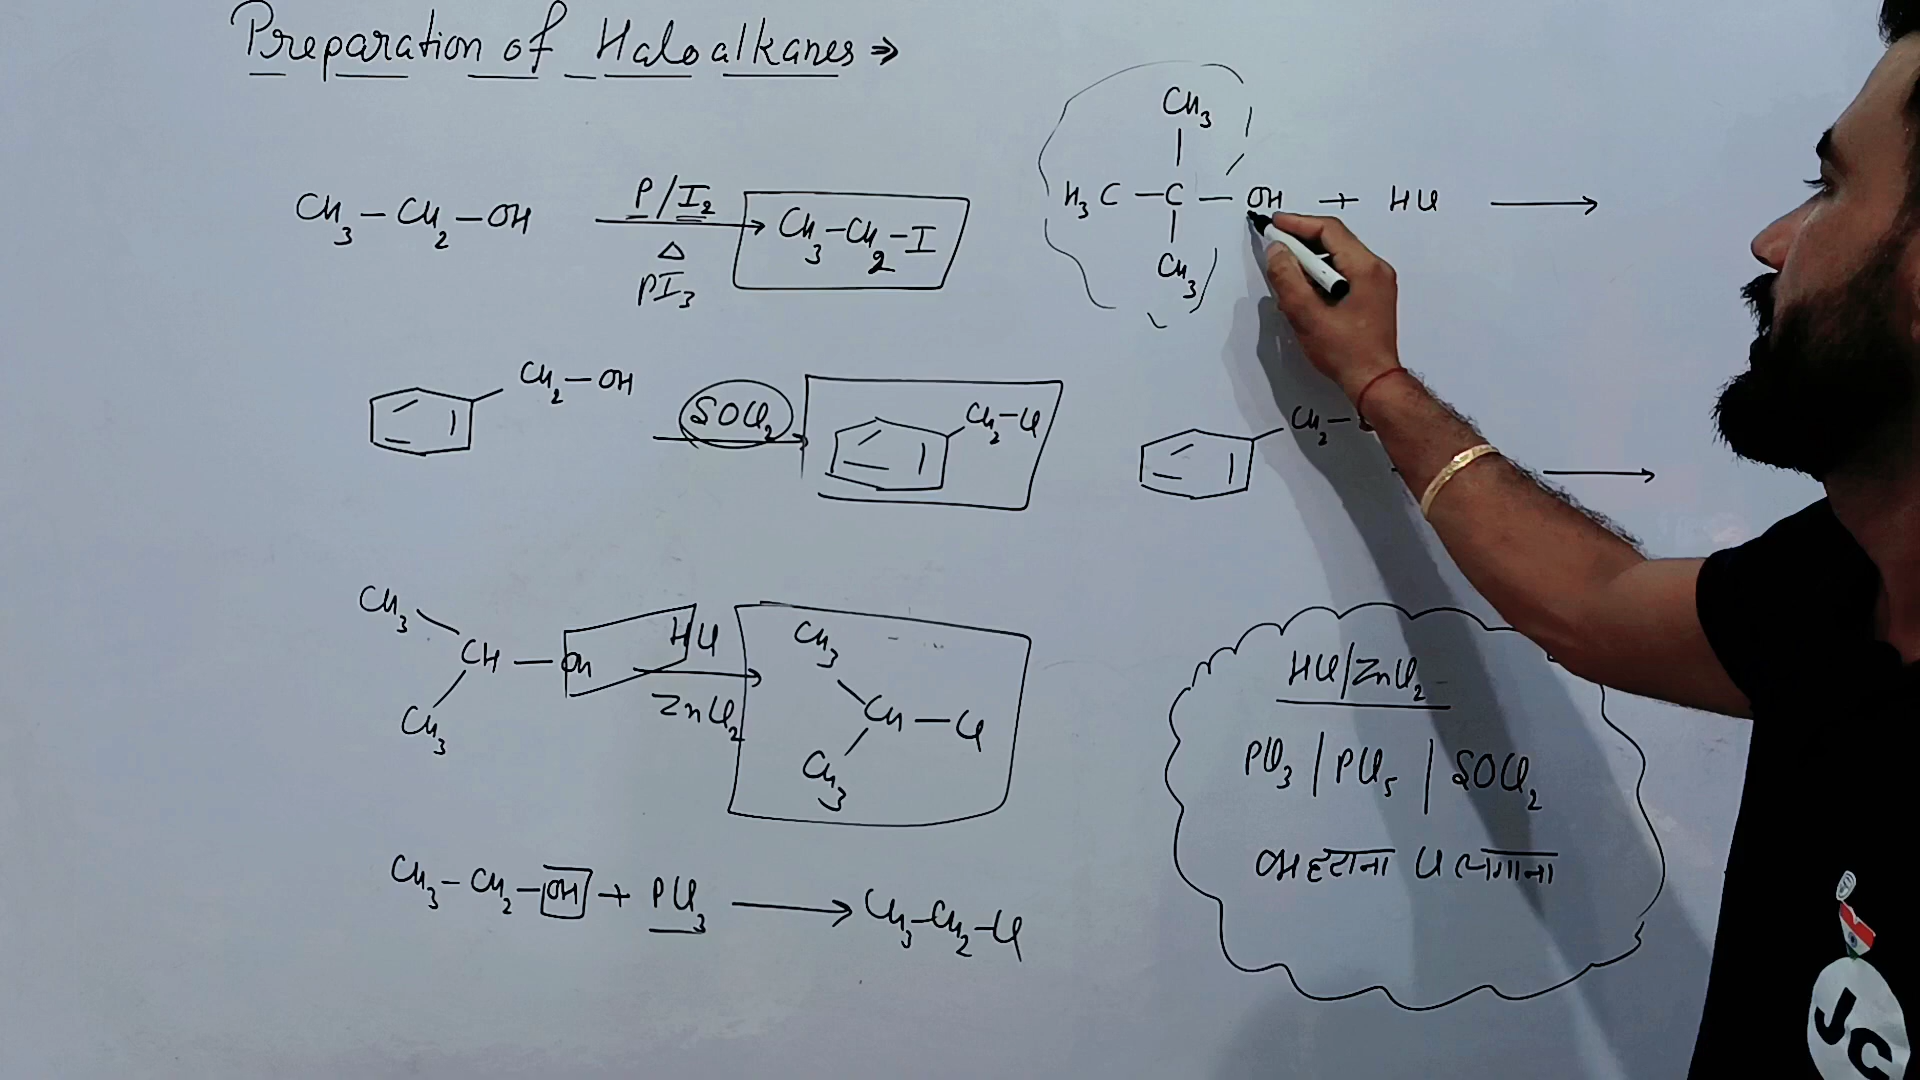 Preparation of Haloalkanes ⇒
CH3–CH2–OH P/I2 Δ PI3 → CH3–CH2–I
CH3
H3C–C–OH + HCl →
CH3
CH2–OH SOCl2 → CH2–Cl
CH2– →
CH3
CH–OH HCl ZnCl2 →
CH3
CH3
CH–Cl
CH3
CH3–CH2–OH + PCl3 → CH3–CH2–Cl
HCl/ZnCl2
PCl3 | PCl5 | SOCl2
OH हटाना Cl लगाना
JC